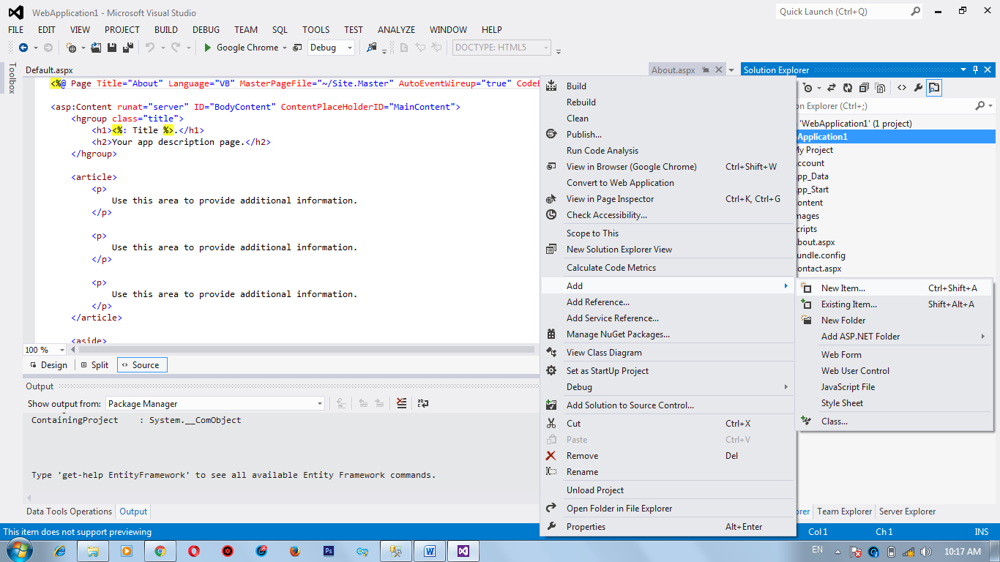 WebApplication1 - Microsoft Visual Studio
Quick Launch (Ctrl+Q)
FILE EDIT VIEW PROJECT BUILD DEBUG TEAM SQL TOOLS TEST ANALYZE WINDOW HELP
Google Chrome Debug DOCTYPE: HTML5
Toolbox
Default.aspx
About.aspx
<%@ Page Title="About" Language="VB" MasterPageFile="~/Site.Master" AutoEventWireup="true" CodeB
<asp:Content runat="server" ID="BodyContent" ContentPlaceHolderID="MainContent">
<hgroup class="title">
<h1><%: Title %>.</h1>
<h2>Your app description page.</h2>
</hgroup>
<article>
<p>
Use this area to provide additional information.
</p>
<p>
Use this area to provide additional information.
</p>
<p>
Use this area to provide additional information.
</p>
</article>
<aside>
100 %
Design Split Source
Output
Show output from: Package Manager
ContainingProject : System.__ComObject
Type 'get-help EntityFramework' to see all available Entity Framework commands.
Data Tools Operations Output
Build
Rebuild
Clean
Publish...
Run Code Analysis
View in Browser (Google Chrome) Ctrl+Shift+W
Convert to Web Application
View in Page Inspector Ctrl+K, Ctrl+G
Check Accessibility...
Scope to This
New Solution Explorer View
Calculate Code Metrics
Add
Add Reference...
Add Service Reference...
Manage NuGet Packages...
View Class Diagram
Set as StartUp Project
Debug
Add Solution to Source Control...
Cut Ctrl+X
Paste Ctrl+V
Remove Del
Rename
Unload Project
Open Folder in File Explorer
Properties Alt+Enter
Solution Explorer
on Explorer (Ctrl+;)
'WebApplication1' (1 project)
Application1
My Project
ccount
pp_Data
pp_Start
ontent
mages
cripts
bout.aspx
undle.config
ontact.aspx
New Item... Ctrl+Shift+A
Existing Item... Shift+Alt+A
New Folder
Add ASP.NET Folder
Web Form
Web User Control
JavaScript File
Style Sheet
Class...
rer Team Explorer Server Explorer
This item does not support previewing
Col 1 Ch 1 INS
Ps
W
EN
10:17 AM